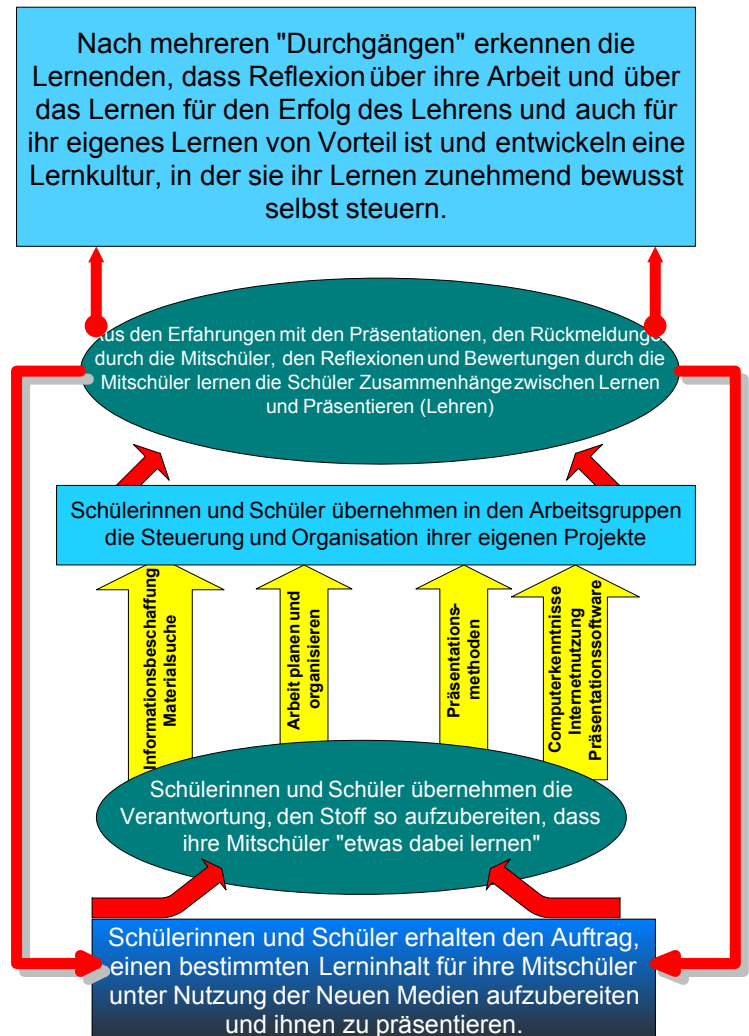 Nach mehreren "Durchgängen" erkennen die
Lernenden, dass Reflexion über ihre Arbeit und über
das Lernen für den Erfolg des Lehrens und auch für
ihr eigenes Lernen von Vorteil ist und entwickeln eine
Lernkultur, in der sie ihr Lernen zunehmend bewusst
selbst steuern.
Aus den Erfahrungen mit den Präsentationen, den Rückmeldungen
durch die Mitschüler, den Reflexionen und Bewertungen durch die
Mitschüler lernen die Schüler Zusammenhänge zwischen Lernen
und Präsentieren (Lehren)
Schülerinnen und Schüler übernehmen in den Arbeitsgruppen
die Steuerung und Organisation ihrer eigenen Projekte
Informationsbeschaffung
Materialsuche
Arbeit planen und
organisieren
Präsentations-
methoden
Computerkenntnisse
Internetnutzung
Präsentationssoftware
Schülerinnen und Schüler übernehmen die
Verantwortung, den Stoff so aufzubereiten, dass
ihre Mitschüler "etwas dabei lernen"
Schülerinnen und Schüler erhalten den Auftrag,
einen bestimmten Lerninhalt für ihre Mitschüler
unter Nutzung der Neuen Medien aufzubereiten
und ihnen zu präsentieren.